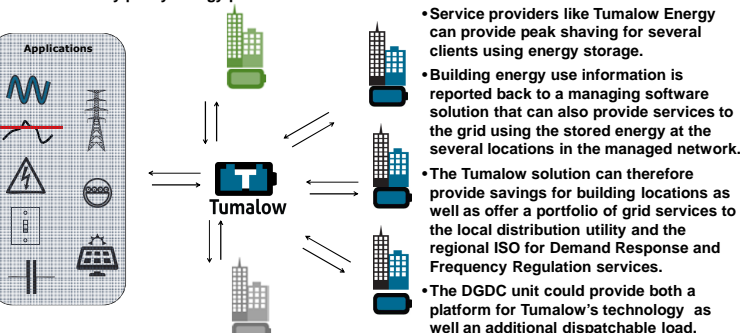 Applications
T
Tumalow
•Service providers like Tumalow Energy
can provide peak shaving for several
clients using energy storage.
•Building energy use information is
reported back to a managing software
solution that can also provide services to
the grid using the stored energy at the
several locations in the managed network.
•The Tumalow solution can therefore
provide savings for building locations as
well as offer a portfolio of grid services to
the local distribution utility and the
regional ISO for Demand Response and
Frequency Regulation services.
•The DGDC unit could provide both a
platform for Tumalow's technology as
well an additional dispatchable load.